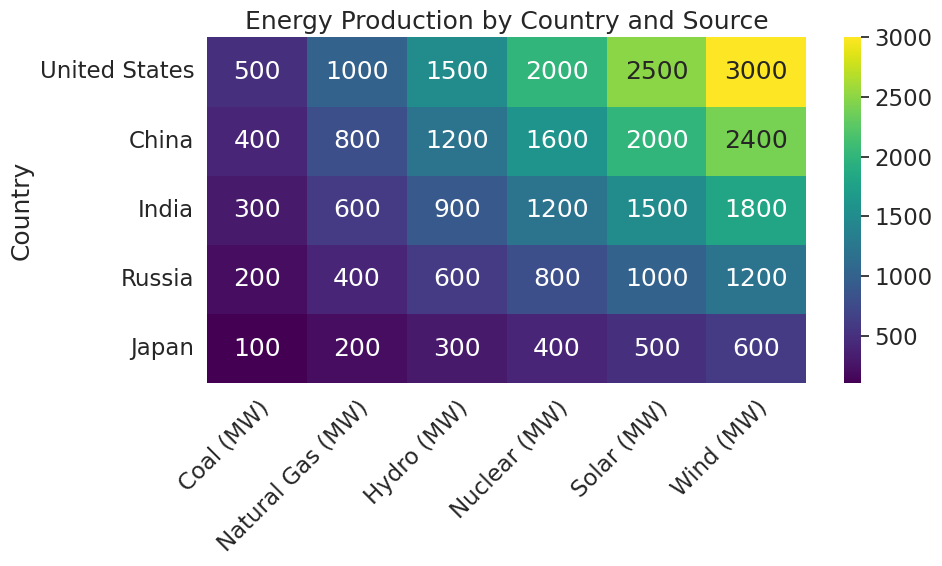 Energy Production by Country and Source
Country
United States 500 1000 1500 2000 2500 3000
China 400 800 1200 1600 2000 2400
India 300 600 900 1200 1500 1800
Russia 200 400 600 800 1000 1200
Japan 100 200 300 400 500 600
Coal (MW) Natural Gas (MW) Hydro (MW) Nuclear (MW) Solar (MW) Wind (MW)
3000
2500
2000
1500
1000
500